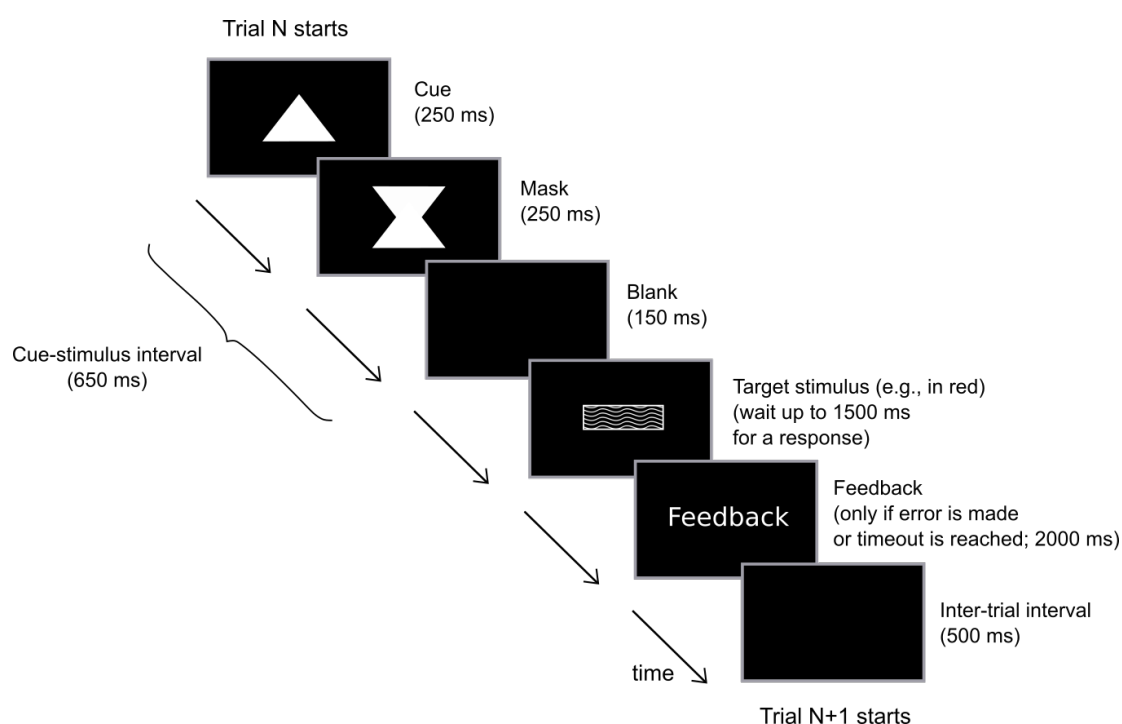 Trial N starts
Cue
(250 ms)
Mask
(250 ms)
Blank
(150 ms)
Cue-stimulus interval
(650 ms)
Target stimulus (e.g., in red)
(wait up to 1500 ms
for a response)
Feedback
Feedback
(only if error is made
or timeout is reached; 2000 ms)
Inter-trial interval
(500 ms)
time
Trial N+1 starts